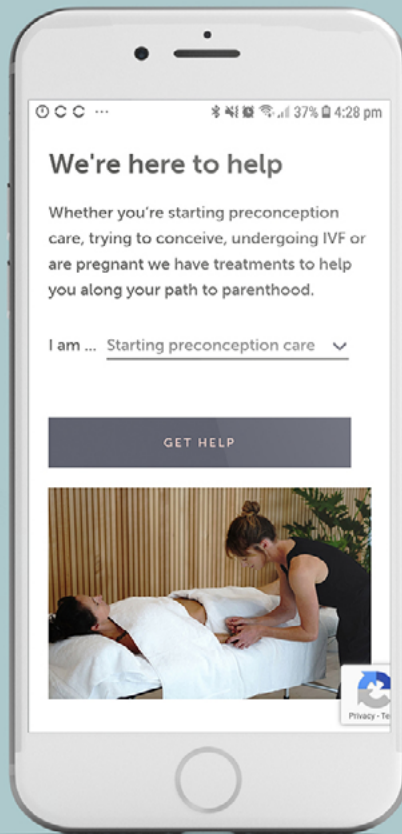 ... 37% 4:28 pm
We're here to help
Whether you're starting preconception
care, trying to conceive, undergoing IVF or
are pregnant we have treatments to help
you along your path to parenthood.
I am ... Starting preconception care
GET HELP
Privacy - Te